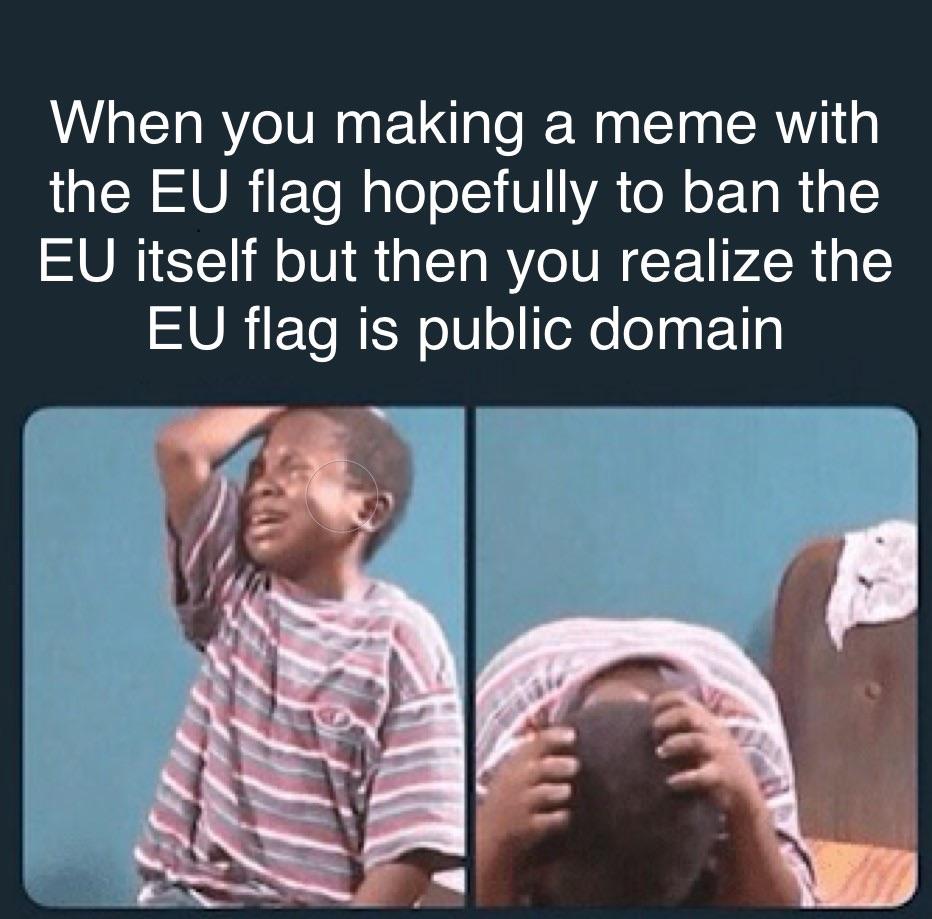 When you making a meme with
the EU flag hopefully to ban the
EU itself but then you realize the
EU flag is public domain